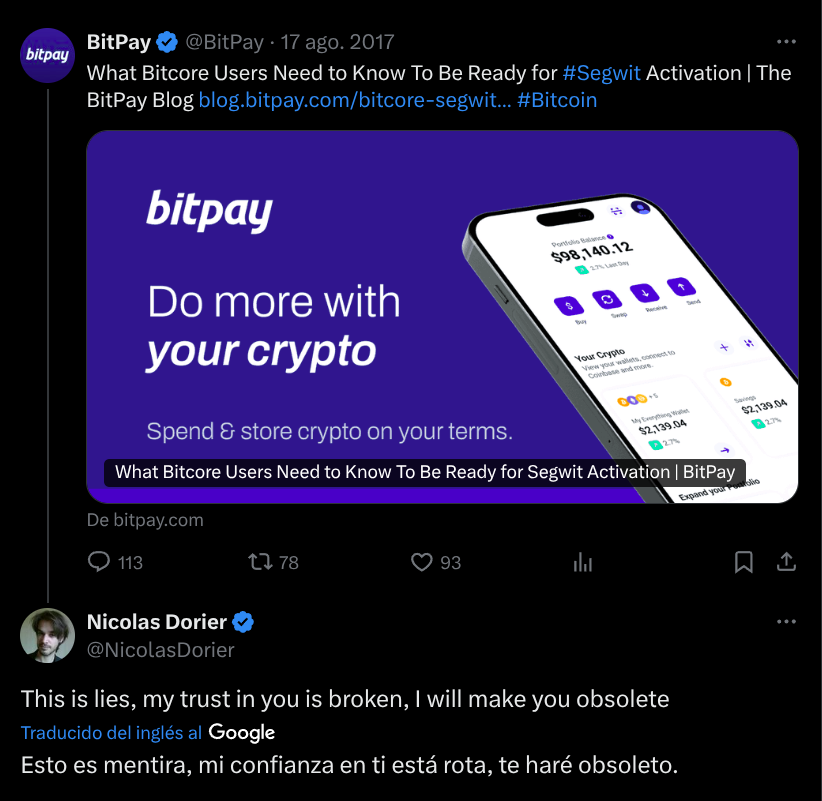 bitpay
BitPay @BitPay · 17 ago. 2017
What Bitcore Users Need to Know To Be Ready for #Segwit Activation | The
BitPay Blog blog.bitpay.com/bitcore-segwit... #Bitcoin
bitpay
Do more with
your crypto
Spend & store crypto on your terms.
Portfolio Balance
$98,140.12
2.7% Last Day
Buy
Swap
Receive
Send
Your Crypto
View your wallets, connect to
Coinbase and more.
+ 5
My Everything Wallet
$2,139.04
2.7%
Savings
$2,139.04
2.7%
Expand your Portfolio
What Bitcore Users Need to Know To Be Ready for Segwit Activation | BitPay
De bitpay.com
113
78
93
Nicolas Dorier
@NicolasDorier
This is lies, my trust in you is broken, I will make you obsolete
Traducido del inglés al Google
Esto es mentira, mi confianza en ti está rota, te haré obsoleto.